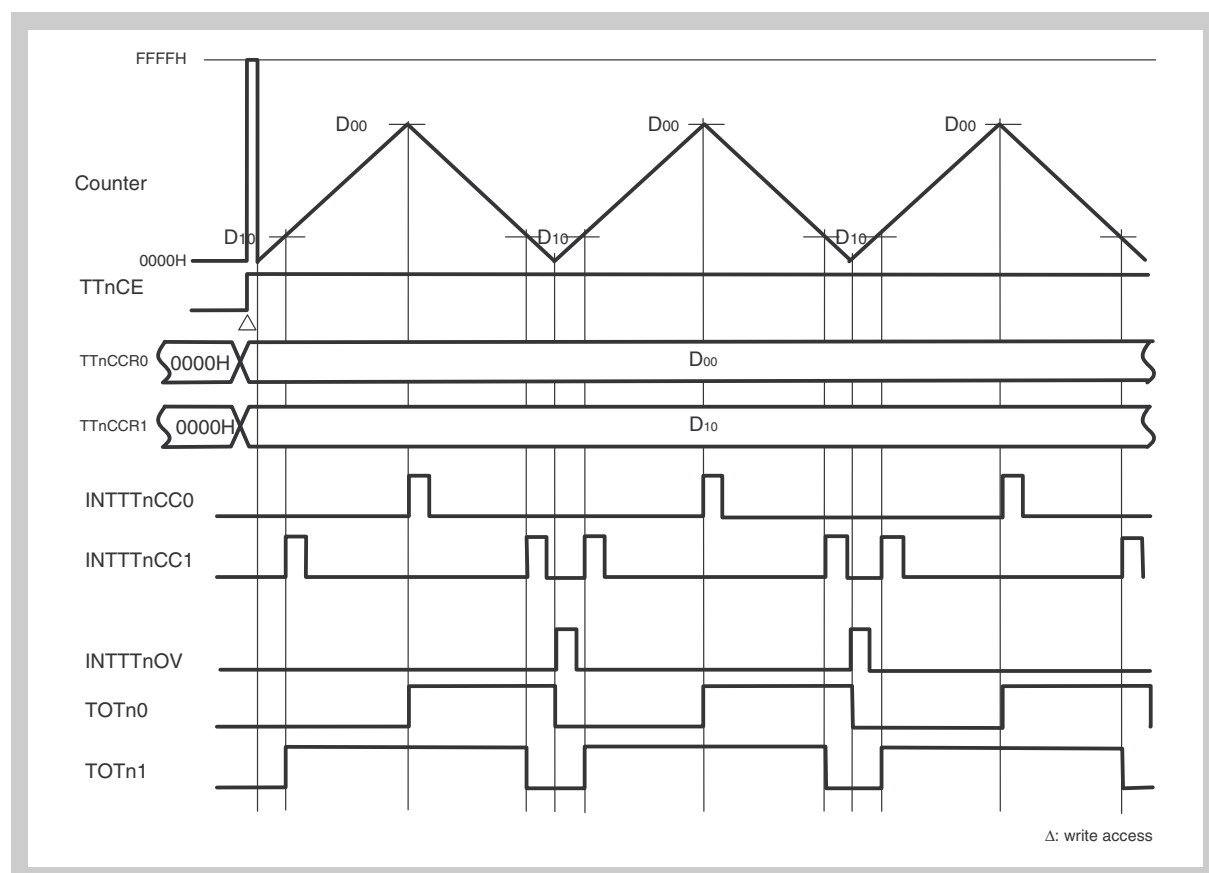 FFFFH
D00 D00 D00
Counter
D10 D10 D10
0000H
TTnCE
Δ
TTnCCR0 0000H D00
TTnCCR1 0000H D10
INTTTnCC0
INTTTnCC1
INTTTnOV
TOTn0
TOTn1
Δ: write access